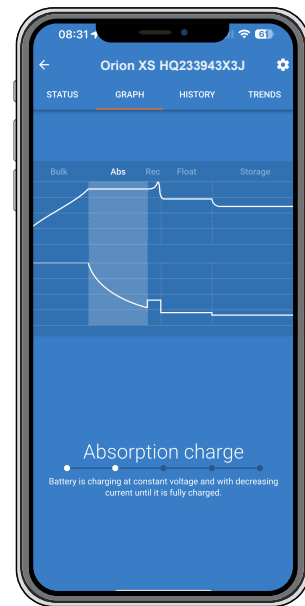 08:31
61
Orion XS HQ233943X3J
STATUS GRAPH HISTORY TRENDS
Bulk Abs Rec Float Storage
Absorption charge
Battery is charging at constant voltage and with decreasing
current until it is fully charged.